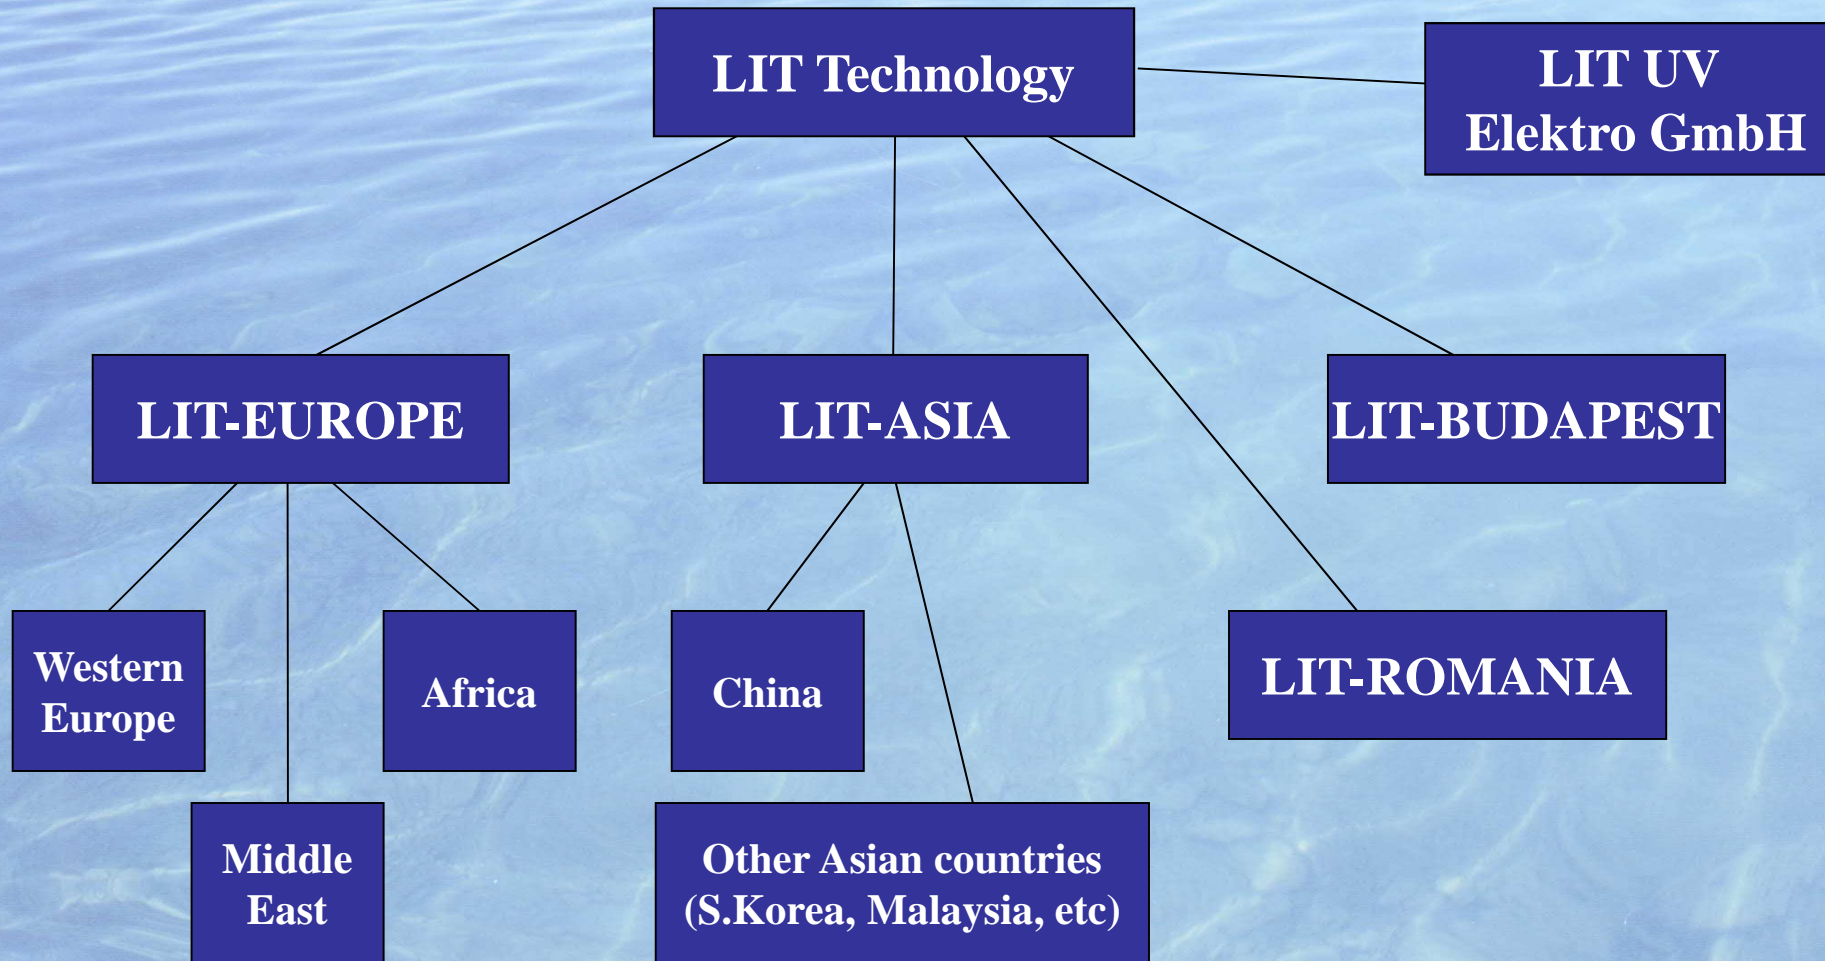 LIT Technology
LIT UV
Elektro GmbH
LIT-EUROPE
LIT-ASIA
LIT-BUDAPEST
Western
Europe
Africa
China
LIT-ROMANIA
Middle
East
Other Asian countries
(S.Korea, Malaysia, etc)